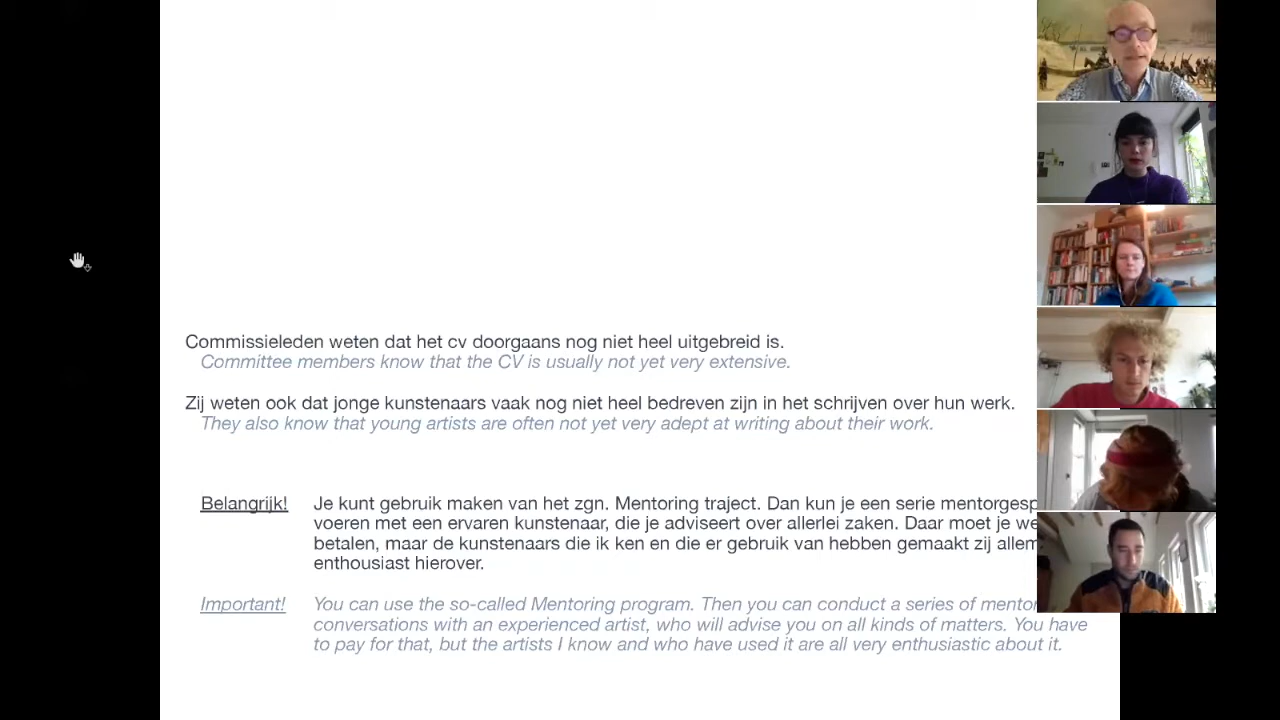 Commissieleden weten dat het cv doorgaans nog niet heel uitgebreid is.
Committee members know that the CV is usually not yet very extensive.
Zij weten ook dat jonge kunstenaars vaak nog niet heel bedreven zijn in het schrijven over hun werk.
They also know that young artists are often not yet very adept at writing about their work.
Belangrijk! Je kunt gebruik maken van het zgn. Mentoring traject. Dan kun je een serie
voeren met een ervaren kunstenaar, die je adviseert over allerlei zaken. Daar moet je
betalen, maar de kunstenaars die ik ken en die er gebruik van hebben gemaakt zij
enthousiast hierover.
Important! You can use the so-called Mentoring program. Then you can conduct a series of
conversations with an experienced artist, who will advise you on all kinds of matters. You have
to pay for that, but the artists I know and who have used it are all very enthusiastic about it.